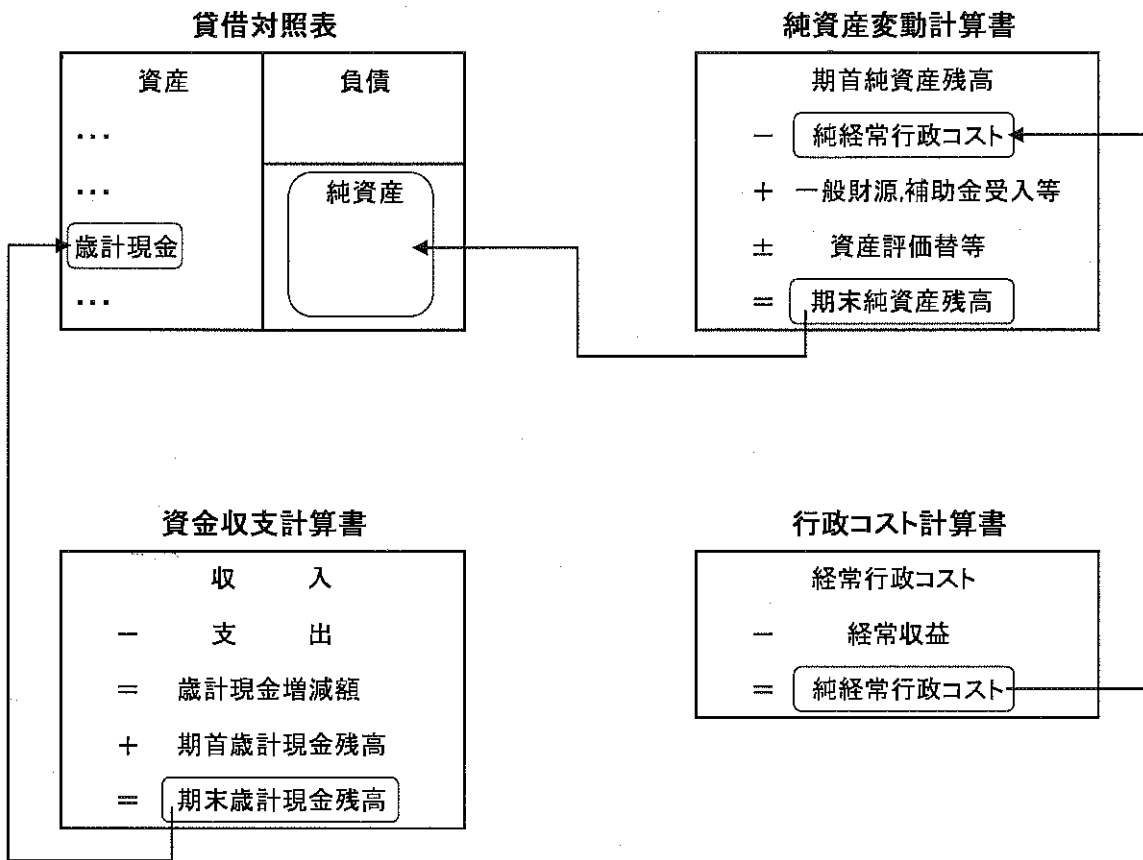 貸借対照表
資産
負債
…
…
純資産
歳計現金
…
純資産変動計算書
期首純資産残高
－ 純経常行政コスト
＋ 一般財源,補助金受入等
± 資産評価替等
＝ 期末純資産残高
資金収支計算書
収 入
－ 支 出
＝ 歳計現金増減額
＋ 期首歳計現金残高
＝ 期末歳計現金残高
行政コスト計算書
経常行政コスト
－ 経常収益
＝ 純経常行政コスト